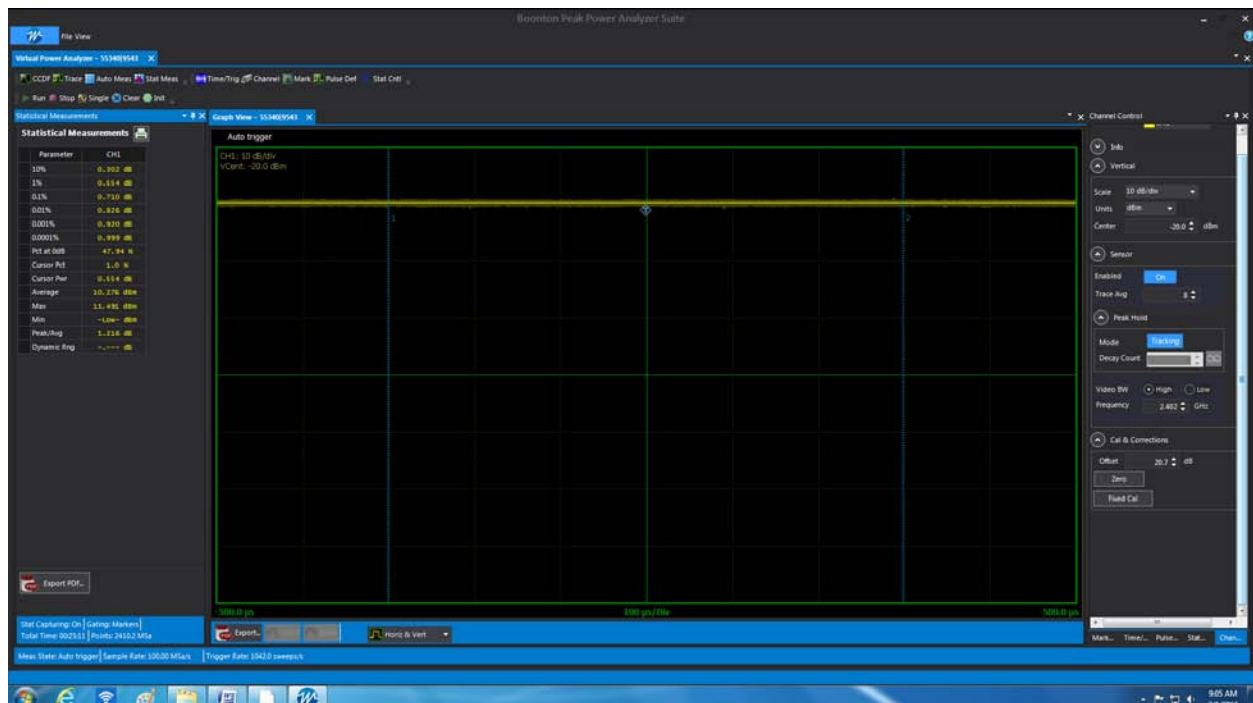 Boonton Peak Power Analyzer Suite
File View
Virtual Power Analyzer - 55340|9543
CCDF Trace Auto Meas Stat Meas Time/Trig Channel Mark Pulse Def Stat Cntl
Run Stop Single Clear Init
Statistical Measurements
Statistical Measurements
Parameter CH1
10% 0.302 dB
1% 0.554 dB
0.1% 0.710 dB
0.01% 0.826 dB
0.001% 0.920 dB
0.0001% 0.999 dB
Pct at 0dB 47.94 %
Cursor Pct 1.0 %
Cursor Pwr 0.554 dB
Average 10.276 dBm
Max 11.491 dBm
Min -Low- dBm
Peak/Avg 1.216 dB
Dynamic Rng -.--- dB
Export PDF...
Stat Capturing: On Gating: Markers
Total Time: 00:25:11 Points: 2410.2 MSa
Graph View - 55340|9543
Auto trigger
CH1: 10 dB/div
VCent: -20.0 dBm
1
T
2
-500.0 µs 100 µs/Div 500.0 µs
Export... Horiz & Vert
Channel Control
Info
Vertical
Scale 10 dB/div
Units dBm
Center -20.0 dBm
Sensor
Enabled On
Trace Avg 8
Peak Hold
Mode Tracking
Decay Count
Video BW High Low
Frequency 2.402 GHz
Cal & Corrections
Offset 20.7 dB
Zero
Fixed Cal
Mark... Time/... Pulse... Stat... Chan...
Meas State: Auto trigger Sample Rate: 100.00 MSa/s Trigger Rate: 1042.0 sweeps/s
9:05 AM